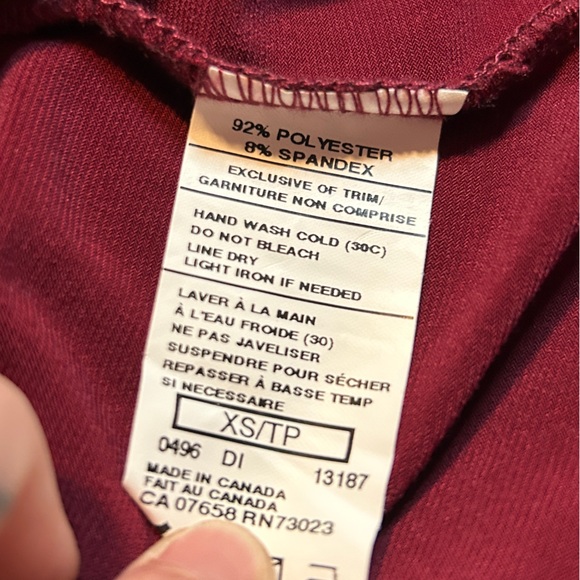 92% POLYESTER
8% SPANDEX
EXCLUSIVE OF TRIM/
GARNITURE NON COMPRISE
HAND WASH COLD (30C)
DO NOT BLEACH
LINE DRY
LIGHT IRON IF NEEDED
LAVER À LA MAIN
À L'EAU FROIDE (30)
NE PAS JAVELISER
SUSPENDRE POUR SÉCHER
REPASSER À BASSE TEMP
SI NECESSAIRE
XS/TP
0496 DI 13187
MADE IN CANADA
FAIT AU CANADA
CA 07658 RN73023